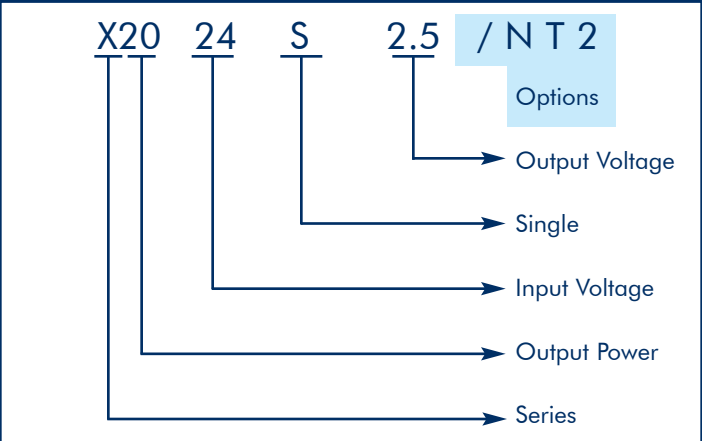 X20 24 S 2.5 / N T 2
Options
Output Voltage
Single
Input Voltage
Output Power
Series